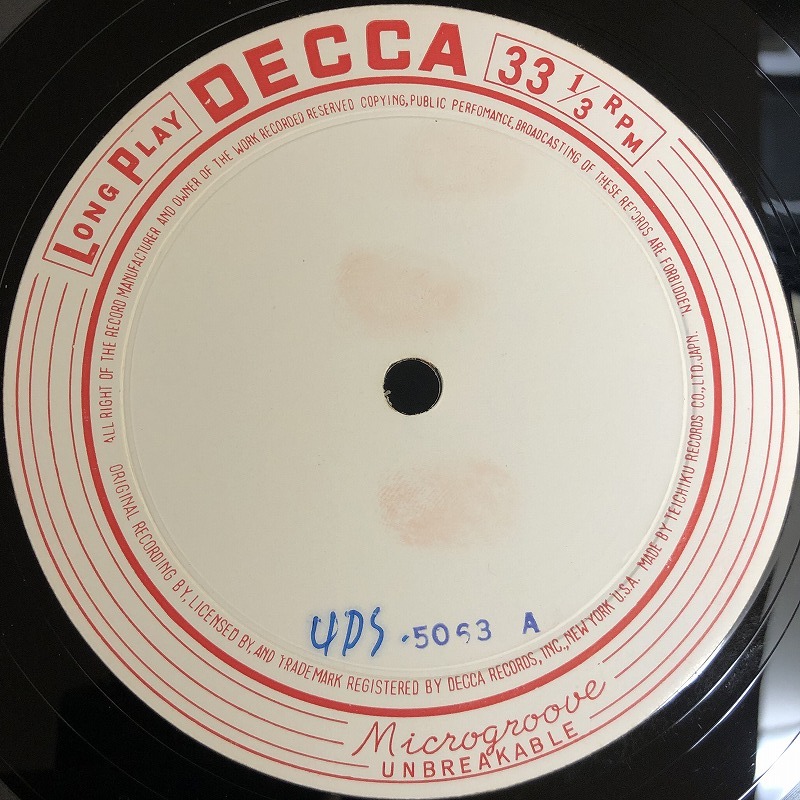 LONG PLAY
DECCA
33 1/3 RPM
ALL RIGHT OF THE RECORD MANUFACTURER AND OWNER OF THE WORK RECORDED RESERVED COPYING, PUBLIC PERFOMANCE, BROADCASTING OF THESE RECORDS ARE FORBIDDEN.
UDS.5063 A
ORIGINAL RECORDING BY, LICENSED BY, AND TRADEMARK REGISTERED BY DECCA RECORDS, INC., NEW YORK U.S.A. MADE BY TEICHIKU RECORDS CO., LTD. JAPN.
Microgroove
UNBREAKABLE